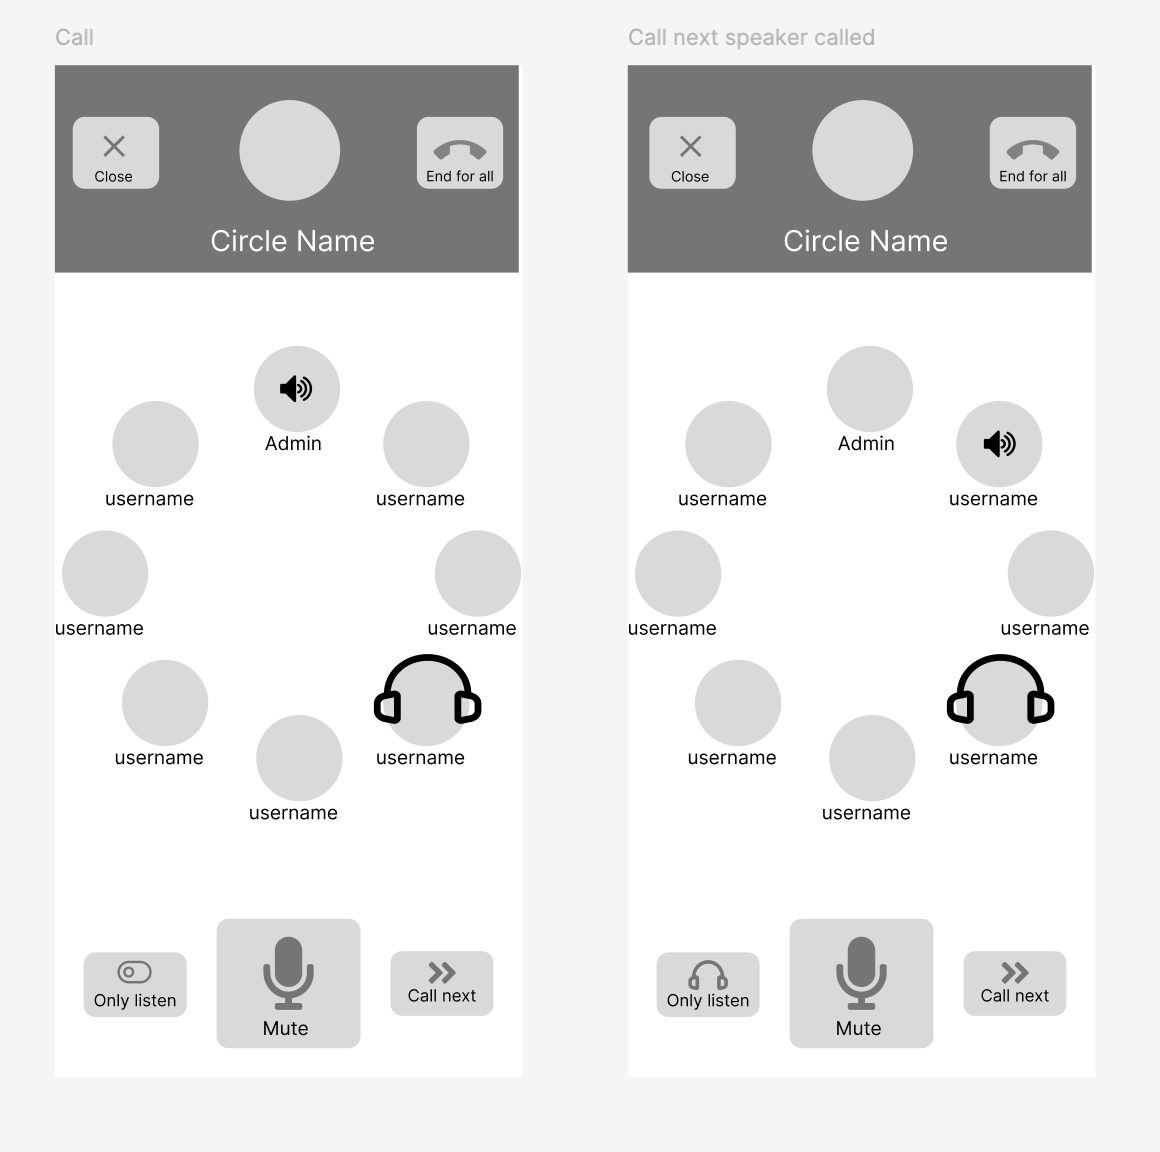 Call
Close
End for all
Circle Name
Admin
username
username
username
username
username
username
username
Only listen
Mute
Call next
Call next speaker called
Close
End for all
Circle Name
Admin
username
username
username
username
username
username
username
Only listen
Mute
Call next